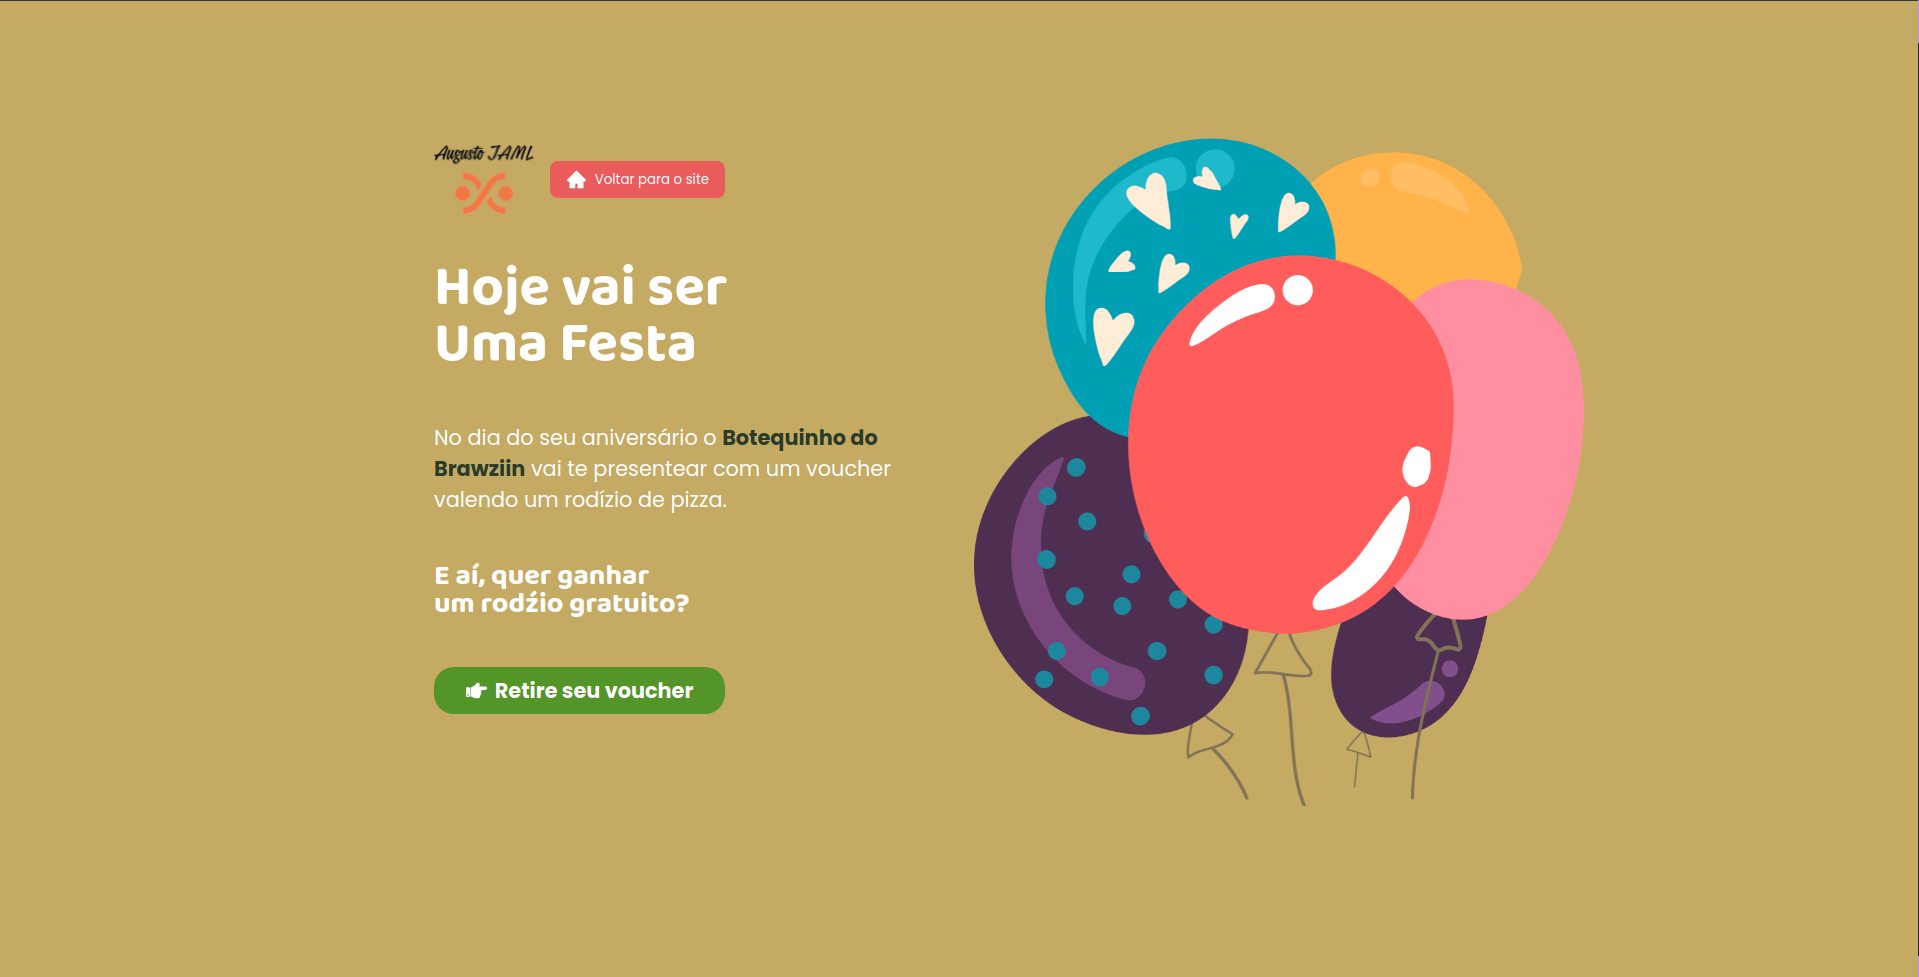 Augusto JAML
Voltar para o site
Hoje vai ser
Uma Festa
No dia do seu aniversário o Botequinho do
Brawziin vai te presentear com um voucher
valendo um rodízio de pizza.
E aí, quer ganhar
um rodźio gratuito?
Retire seu voucher